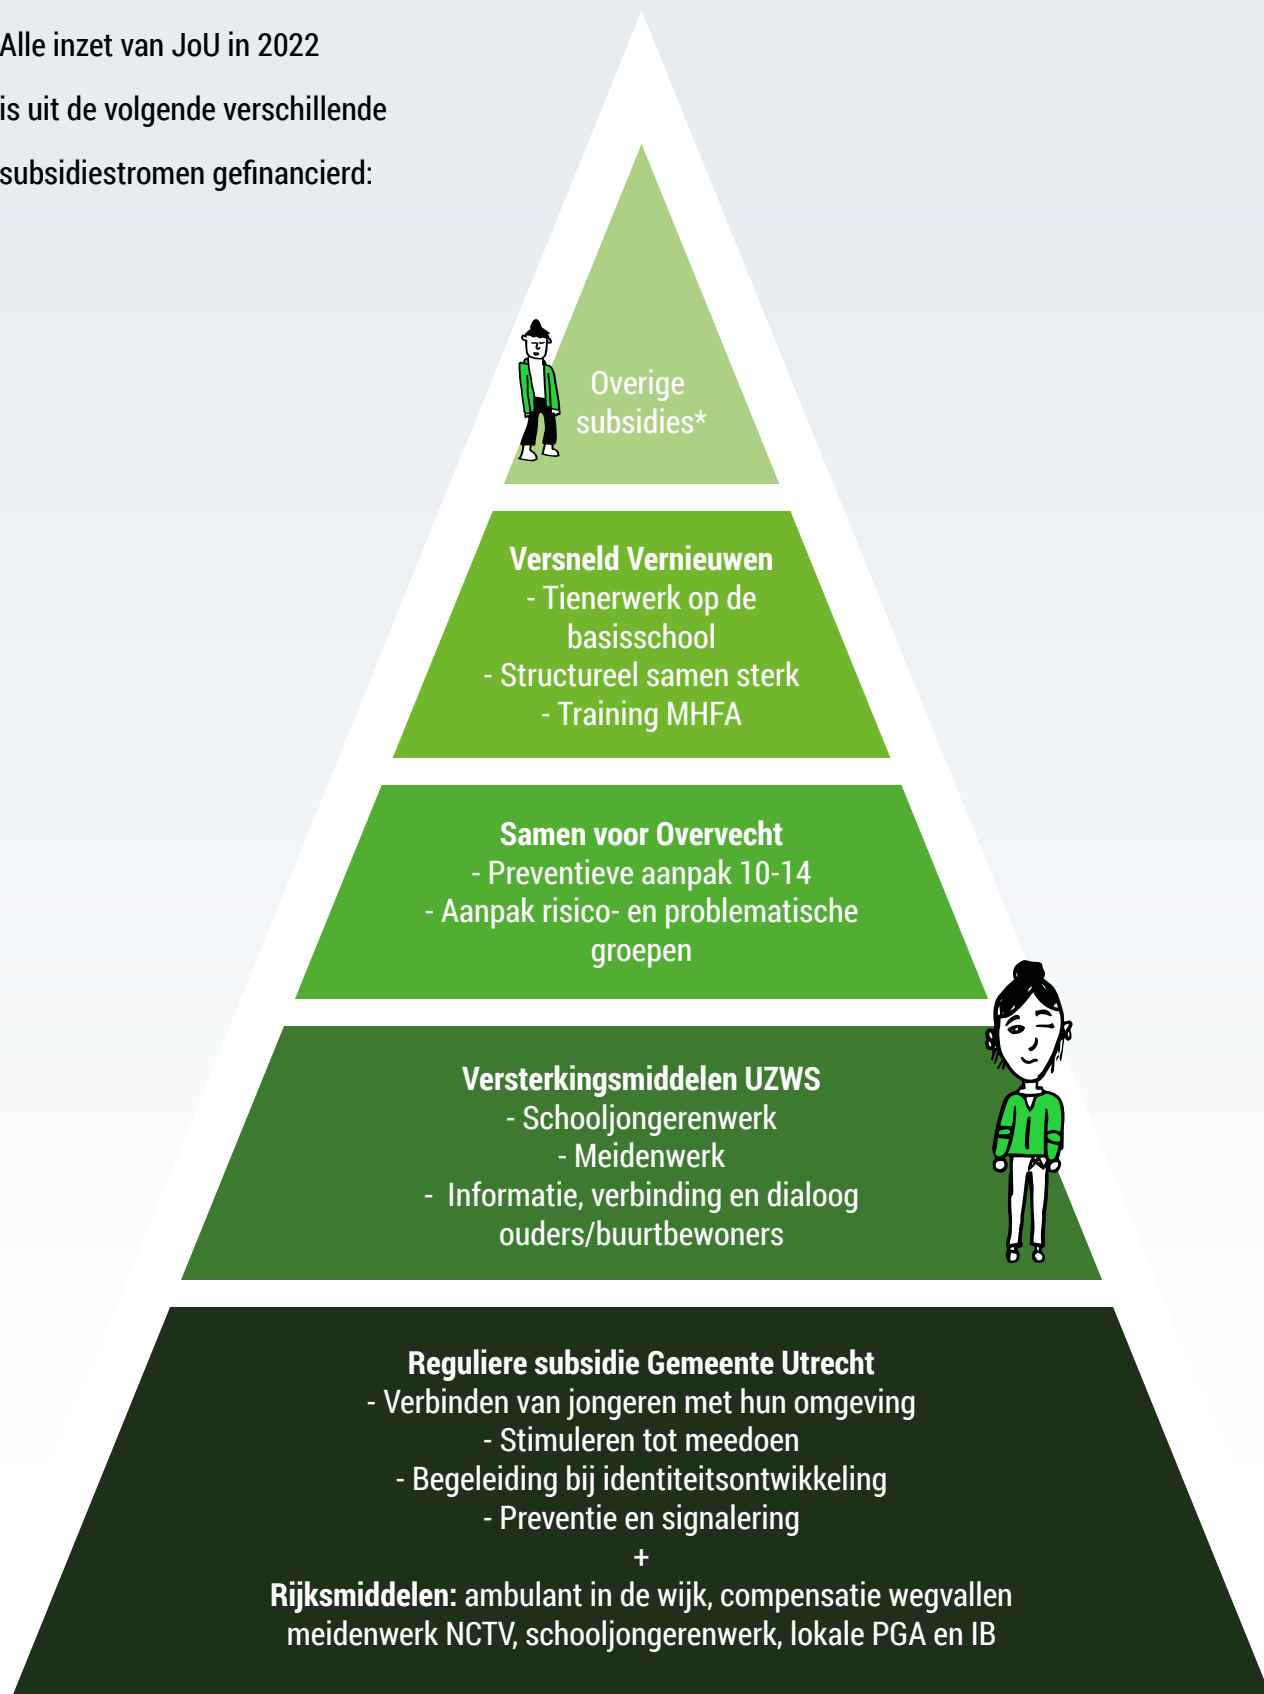 Alle inzet van JoU in 2022
is uit de volgende verschillende
subsidiestromen gefinancierd:
Overige
subsidies*
Versneld Vernieuwen
- Tienerwerk op de
basisschool
- Structureel samen sterk
- Training MHFA
Samen voor Overvecht
- Preventieve aanpak 10-14
- Aanpak risico- en problematische
groepen
Versterkingsmiddelen UZWS
- Schooljongerenwerk
- Meidenwerk
- Informatie, verbinding en dialoog
ouders/buurtbewoners
Reguliere subsidie Gemeente Utrecht
- Verbinden van jongeren met hun omgeving
- Stimuleren tot meedoen
- Begeleiding bij identiteitsontwikkeling
- Preventie en signalering
+
Rijksmiddelen: ambulant in de wijk, compensatie wegvallen
meidenwerk NCTV, schooljongerenwerk, lokale PGA en IB